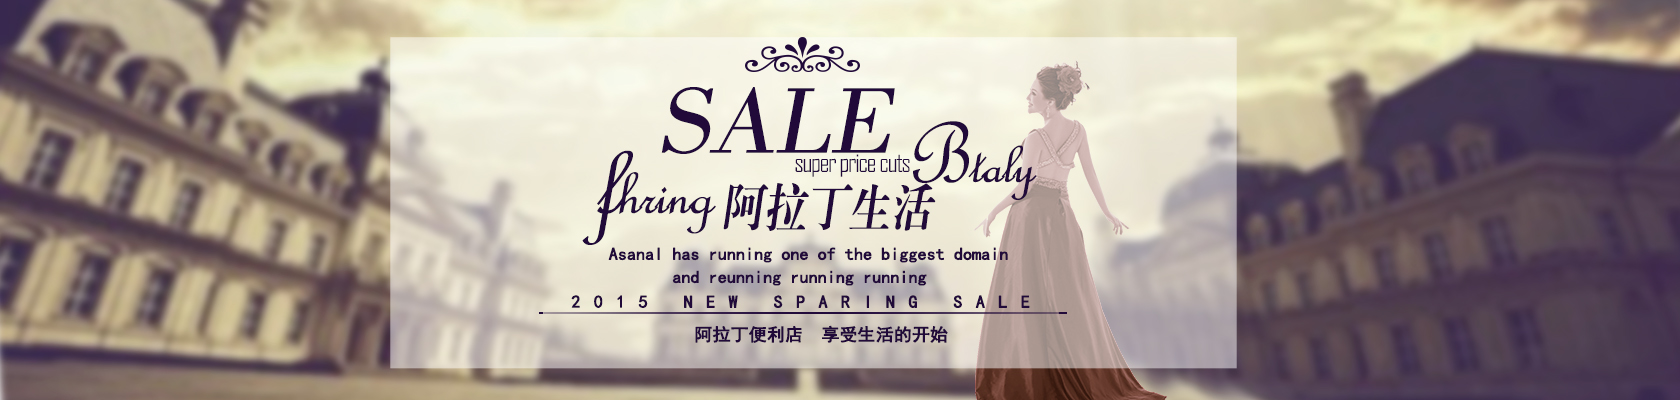 SALE
super price cuts
Btaly
fhring 阿拉丁生活
Asanal has running one of the biggest domain
and reunning running running
2015 NEW SPARING SALE
阿拉丁便利店 享受生活的开始